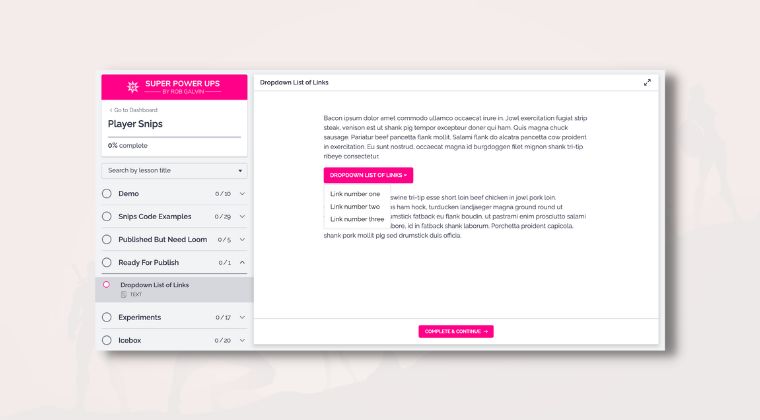 SUPER POWER UPS
BY ROB GALVIN
Go to Dashboard
Player Snips
0% complete
Search by lesson title
Demo 0/16
Snips Code Examples 0/29
Published But Need Loom 0/5
Ready For Publish 0/1
Dropdown List of Links
TEXT
Experiments 0/17
Icebox 0/20
Dropdown List of Links
Bacon ipsum dolor amet commodo ullamco occaecat irure in. Jowl exercitation fugiat strip
steak, venison est ut shank pig tempor excepteur doner qui ham. Quis magna chuck
sausage. Pariatur beef pancetta flank mollit. Salami flank do alcatra pancetta cow proident
in exercitation. Eu sunt nostrud, occaecat magna id burgdoggen filet mignon shank tri-tip
ribeye consectetur.
DROPDOWN LIST OF LINKS
Link number one
Link number two
Link number three
swine tri-tip esse short loin beef chicken in jowl pork loin.
ham hock, turducken landjaeger magna ground round ut
fatback eu flank boudin, ut pastrami enim prosciutto salami
id in fatback shank laborum. Porchetta proident capicola,
shank pork mollit pig sed drumstick duis officia.
COMPLETE & CONTINUE →